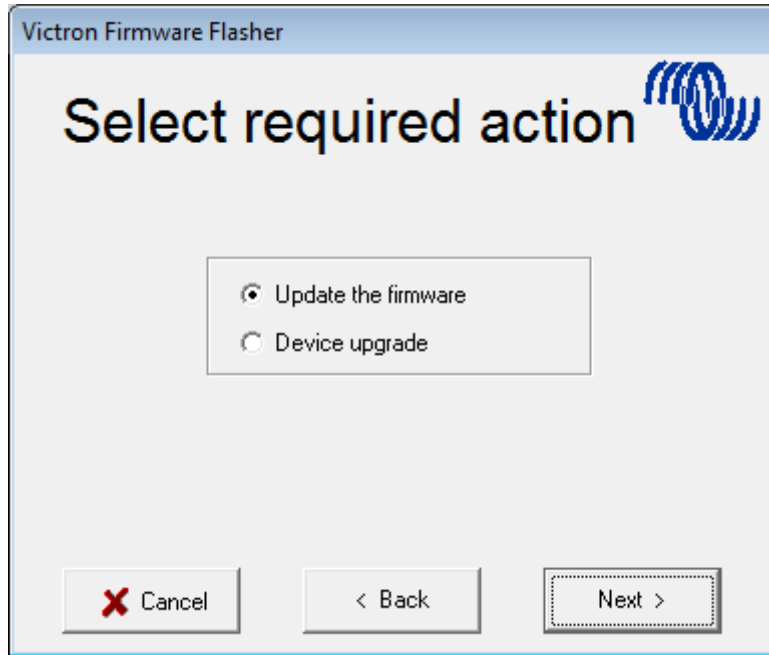 Victron Firmware Flasher
Select required action
Update the firmware
Device upgrade
Cancel
< Back
Next >